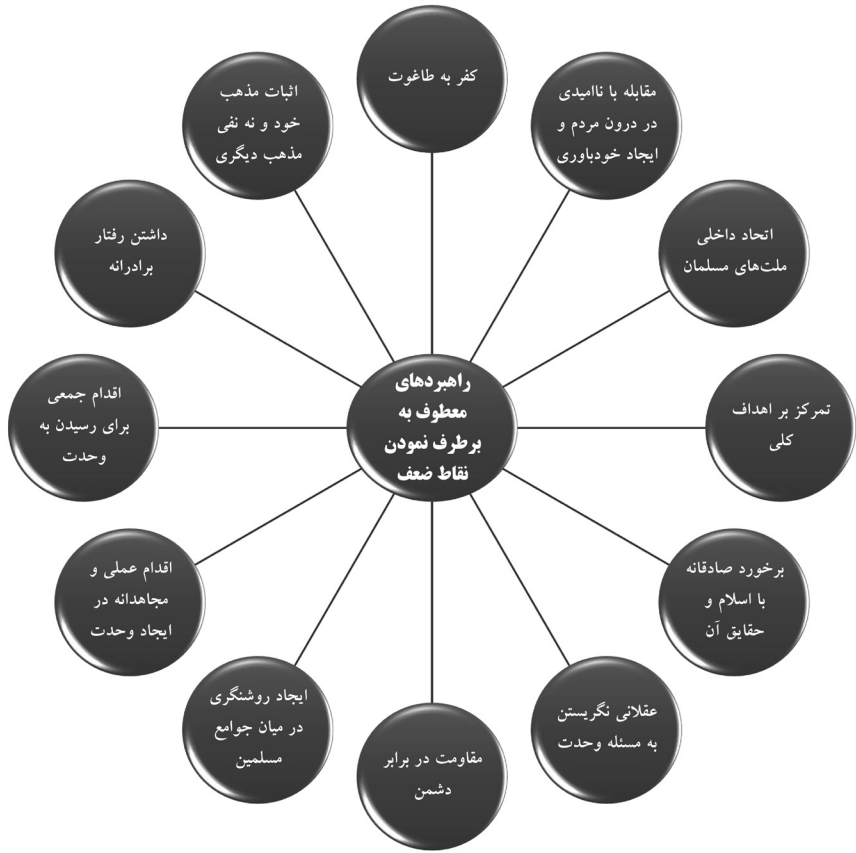 کفر به طاغوت
مقابله با ناامیدی
در درون مردم و
ایجاد خودباوری
اتحاد داخلی
ملت‌های مسلمان
تمرکز بر اهداف
کلی
برخورد صادقانه
با اسلام و
حقایق آن
عقلانی نگریستن
به مسئله وحدت
مقاومت در برابر
دشمن
ایجاد روشنگری
در میان جوامع
مسلمین
اقدام عملی و
مجاهدانه در
ایجاد وحدت
اقدام جمعی
برای رسیدن به
وحدت
داشتن رفتار
برادرانه
اثبات مذهب
خود و نه نفی
مذهب دیگری
راهبردهای
معطوف به
برطرف نمودن
نقاط ضعف